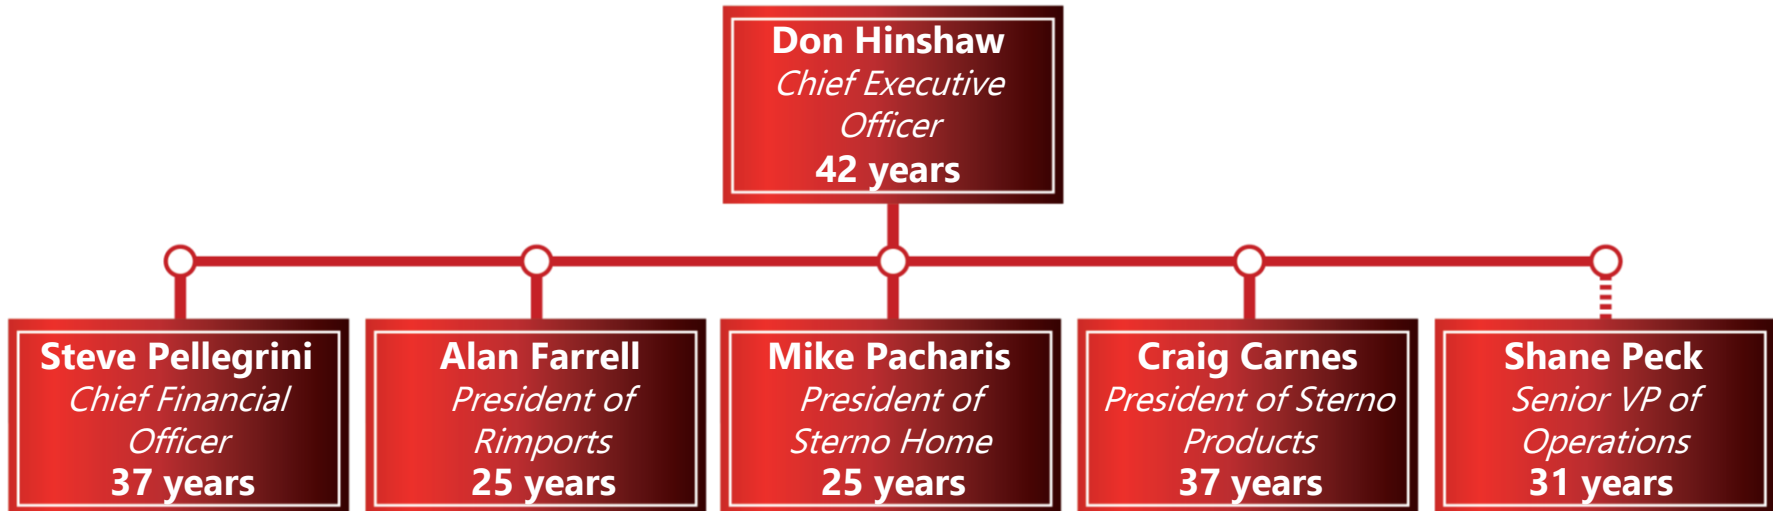 Don Hinshaw
Chief Executive
Officer
42 years
Steve Pellegrini
Chief Financial
Officer
37 years
Alan Farrell
President of
Rimports
25 years
Mike Pacharis
President of
Sterno Home
25 years
Craig Carnes
President of Sterno
Products
37 years
Shane Peck
Senior VP of
Operations
31 years